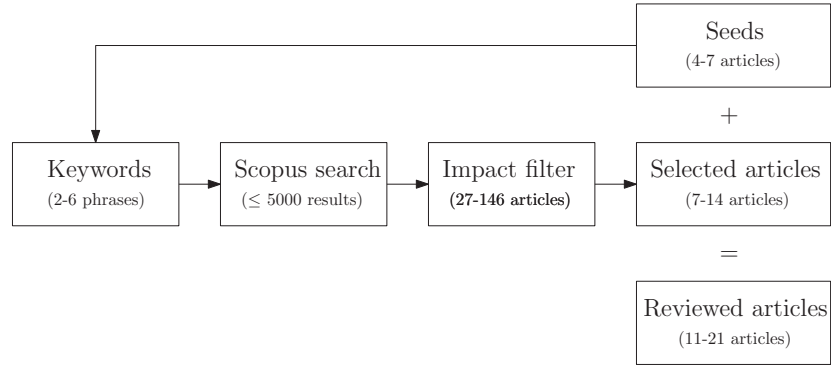 Seeds
(4-7 articles)
+
Keywords
(2-6 phrases)
Scopus search
(≤ 5000 results)
Impact filter
(27-146 articles)
Selected articles
(7-14 articles)
=
Reviewed articles
(11-21 articles)